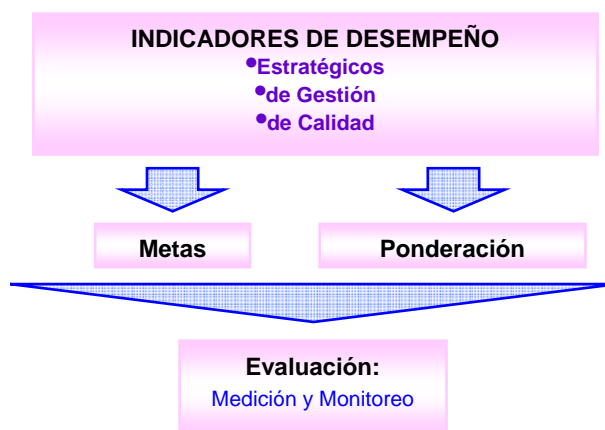 INDICADORES DE DESEMPEÑO
•Estratégicos
•de Gestión
•de Calidad
Metas
Ponderación
Evaluación:
Medición y Monitoreo